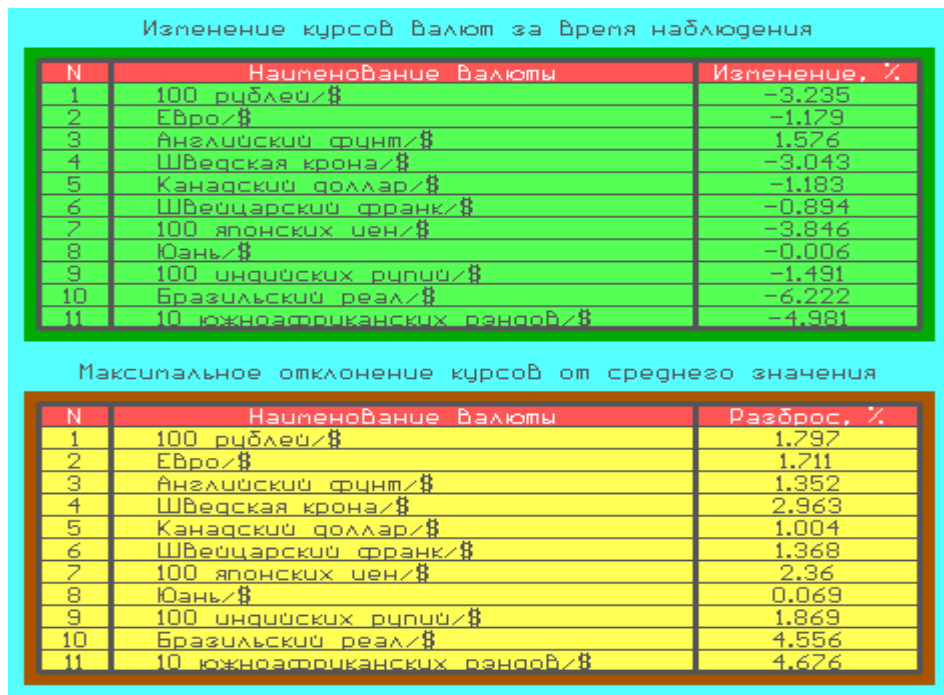 Изменение курсов валют за время наблюдения
N Наименование валюты Изменение, %
1 100 рублей/$ -3.235
2 Евро/$ -1.179
3 Английский фунт/$ 1.576
4 Шведская крона/$ -3.043
5 Канадский доллар/$ -1.183
6 Швейцарский франк/$ -0.894
7 100 японских иен/$ -3.846
8 Юань/$ -0.006
9 100 индийских рупий/$ -1.491
10 Бразильский реал/$ -6.222
11 10 южноафриканских рэндов/$ -4.981
Максимальное отклонение курсов от среднего значения
N Наименование валюты Разброс, %
1 100 рублей/$ 1.797
2 Евро/$ 1.711
3 Английский фунт/$ 1.352
4 Шведская крона/$ 2.963
5 Канадский доллар/$ 1.004
6 Швейцарский франк/$ 1.368
7 100 японских иен/$ 2.36
8 Юань/$ 0.069
9 100 индийских рупий/$ 1.869
10 Бразильский реал/$ 4.556
11 10 южноафриканских рэндов/$ 4.676